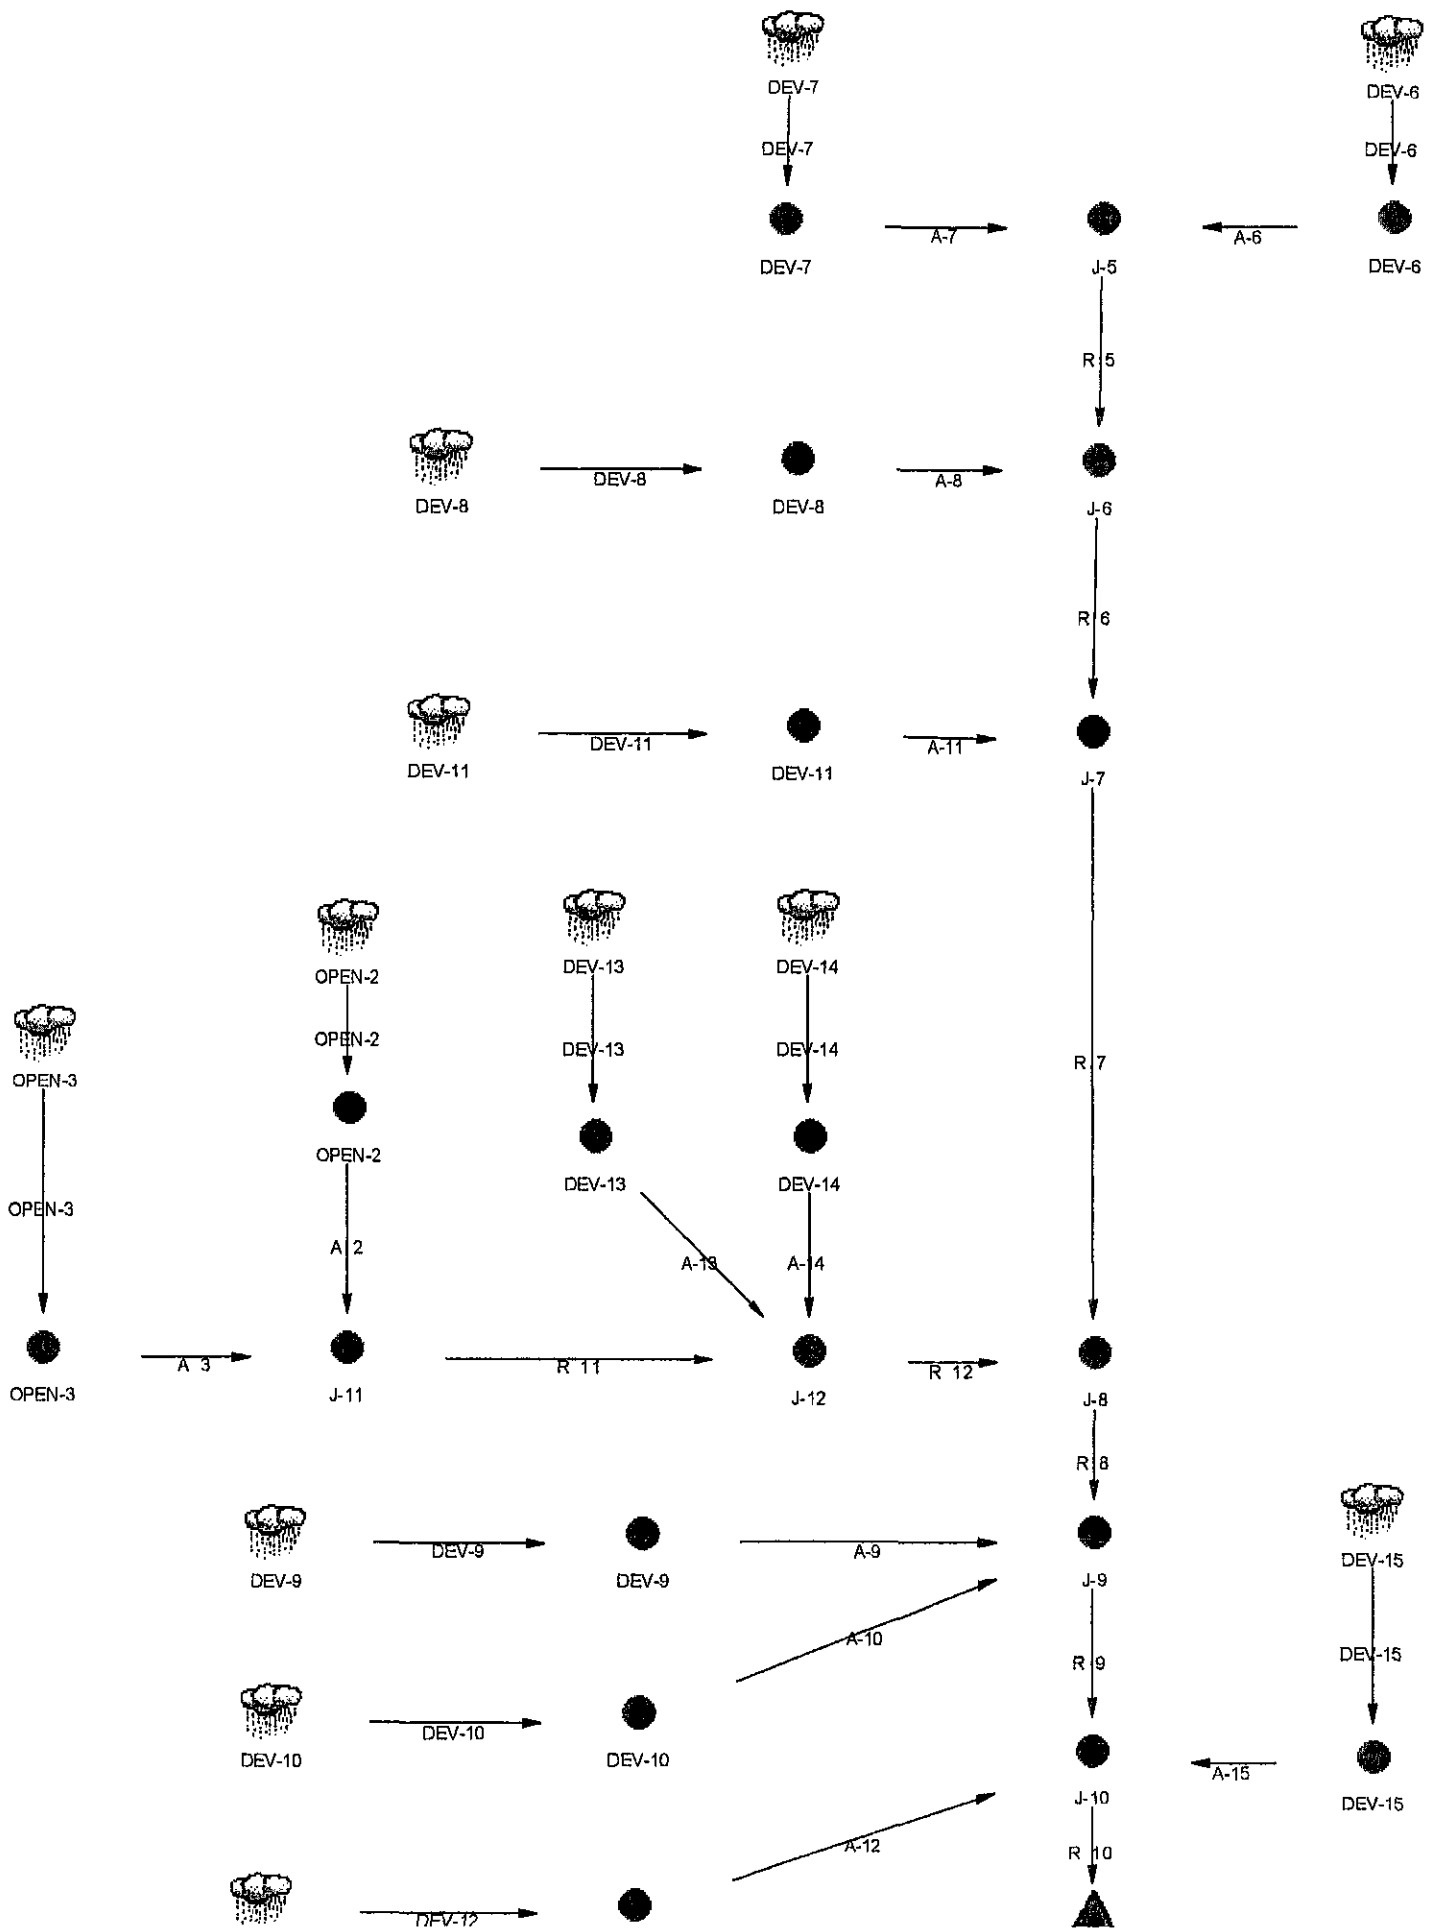 DEV-7
DEV-6
DEV-7
DEV-6
A-7
A-6
DEV-7
J-5
DEV-6
R 5
DEV-8
A-8
DEV-8
DEV-8
J-6
R 6
DEV-11
A-11
DEV-11
DEV-11
J-7
OPEN-2
DEV-13
DEV-14
OPEN-2
DEV-13
DEV-14
R 7
OPEN-3
OPEN-2
DEV-13
DEV-14
OPEN-3
A 2
A-13
A-14
A 3
R 11
R 12
OPEN-3
J-11
J-12
J-8
R 8
DEV-9
A-9
DEV-15
DEV-9
DEV-9
J-9
A-10
R 9
DEV-15
DEV-10
DEV-10
DEV-10
A-15
J-10
DEV-15
A-12
R 10
DEV-12